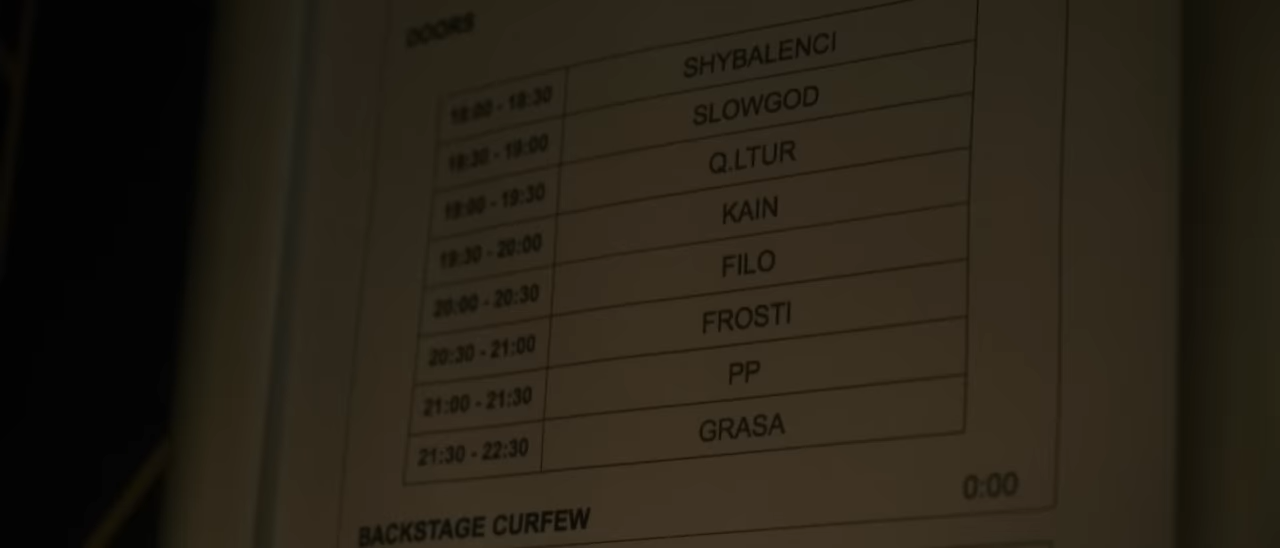 DOORS
18:00 - 18:30 SHYBALENCI
18:30 - 19:00 SLOWGOD
19:00 - 19:30 Q.LTUR
19:30 - 20:00 KAIN
20:00 - 20:30 FILO
20:30 - 21:00 FROSTI
21:00 - 21:30 PP
21:30 - 22:30 GRASA
0:00
BACKSTAGE CURFEW